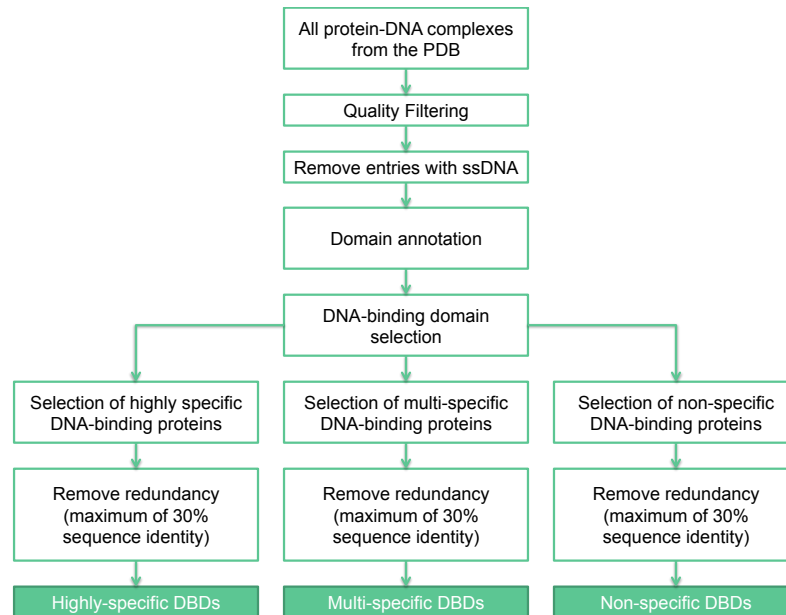 All protein-DNA complexes
from the PDB
Quality Filtering
Remove entries with ssDNA
Domain annotation
DNA-binding domain
selection
Selection of highly specific
DNA-binding proteins
Selection of multi-specific
DNA-binding proteins
Selection of non-specific
DNA-binding proteins
Remove redundancy
(maximum of 30%
sequence identity)
Remove redundancy
(maximum of 30%
sequence identity)
Remove redundancy
(maximum of 30%
sequence identity)
Highly-specific DBDs
Multi-specific DBDs
Non-specific DBDs